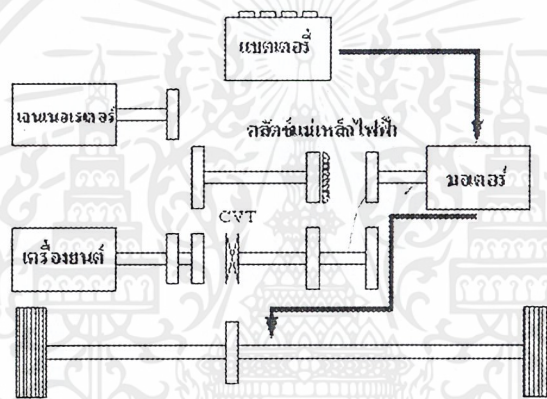 แบตเตอรี่
เจนเนอเรเตอร์
คลัตช์แม่เหล็กไฟฟ้า
มอเตอร์
CVT
เครื่องยนต์